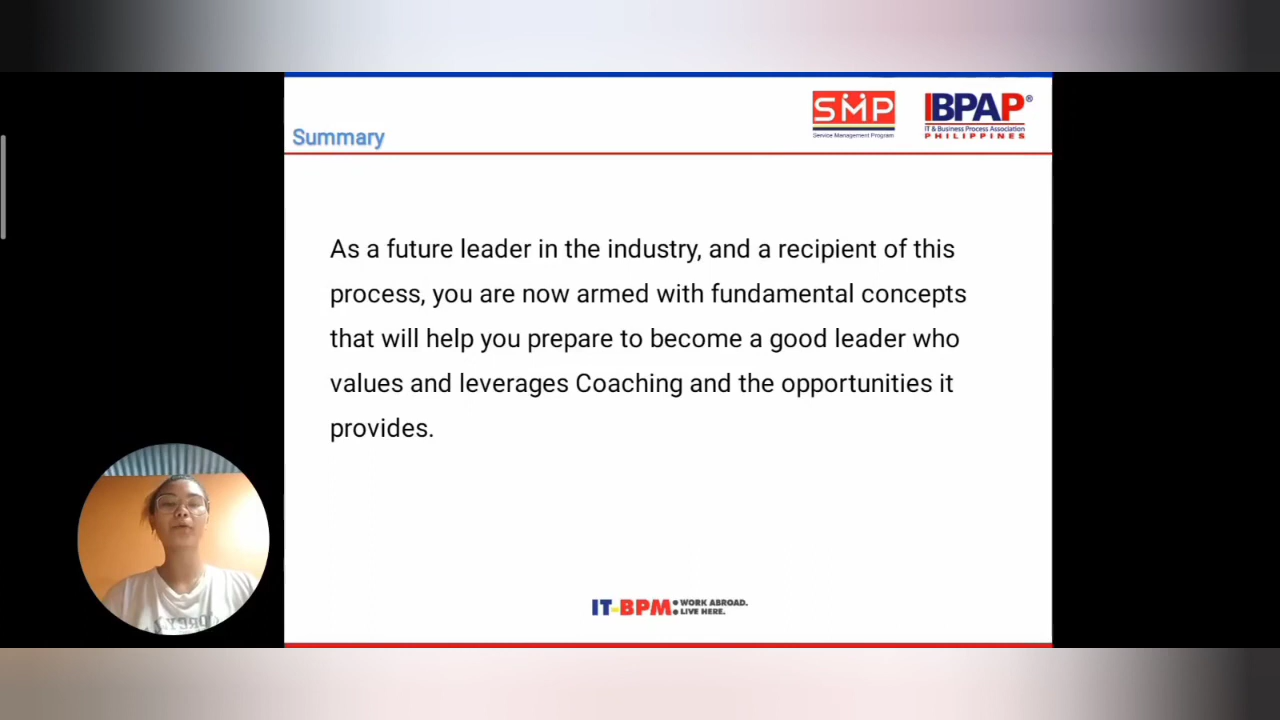 SMP
Service Management Program
IBPAP®
IT & Business Process Association
PHILIPPINES
Summary
As a future leader in the industry, and a recipient of this
process, you are now armed with fundamental concepts
that will help you prepare to become a good leader who
values and leverages Coaching and the opportunities it
provides.
IT-BPM: WORK ABROAD.
LIVE HERE.